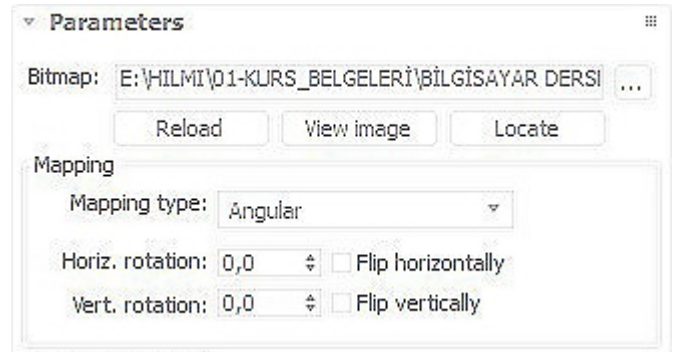 Parameters
Bitmap: E:\HILMI\01-KURS_BELGELERİ\BİLGİSAYAR DERSI ...
Reload View image Locate
Mapping
Mapping type: Angular
Horiz. rotation: 0,0 Flip horizontally
Vert. rotation: 0,0 Flip vertically